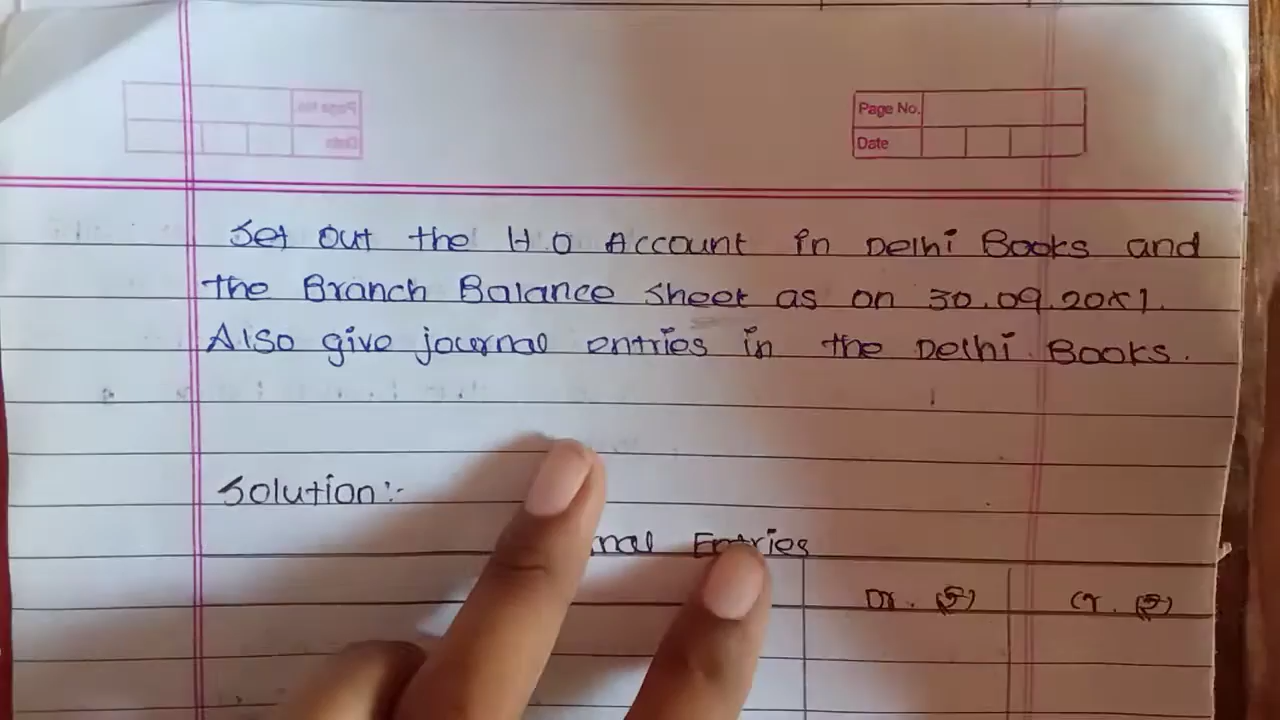 Page No.
Date
Set out the H O Account in Delhi Books and
the Branch Balance sheet as on 30.09.20X1.
Also give journal entries in the Delhi Books.
Solution:-
nal Entries
Dr. (₹) Cr. (₹)